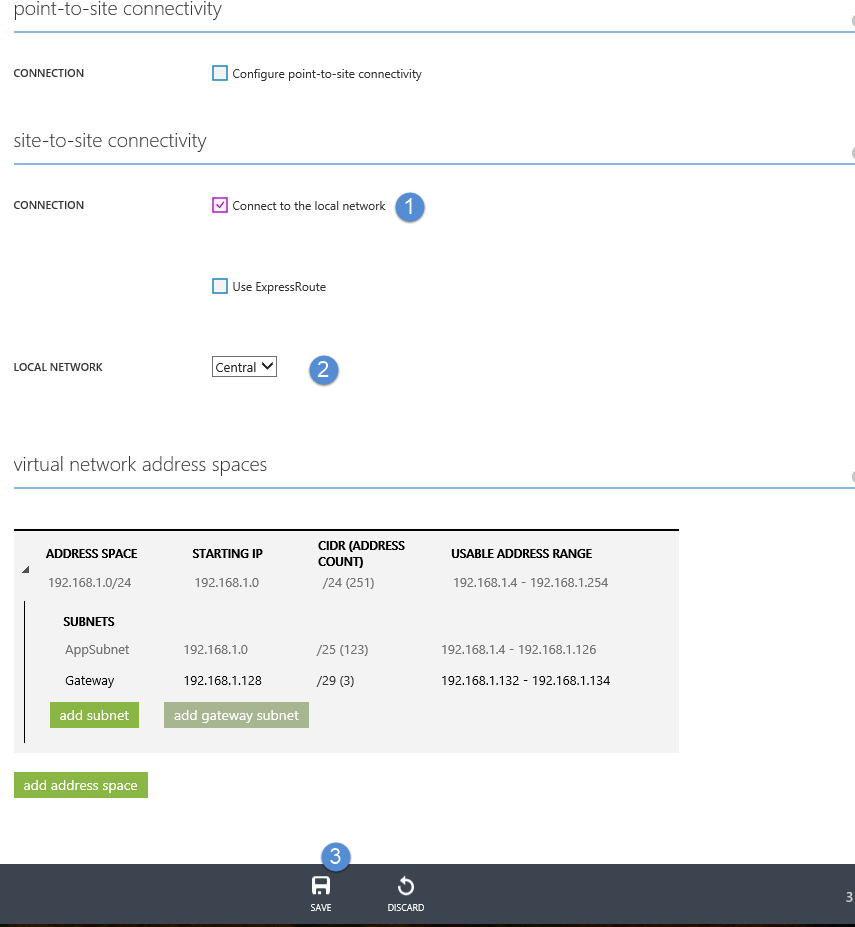 point-to-site connectivity
CONNECTION Configure point-to-site connectivity
site-to-site connectivity
CONNECTION Connect to the local network 1
Use ExpressRoute
LOCAL NETWORK Central 2
virtual network address spaces
ADDRESS SPACE STARTING IP CIDR (ADDRESS COUNT) USABLE ADDRESS RANGE
192.168.1.0/24 192.168.1.0 /24 (251) 192.168.1.4 - 192.168.1.254
SUBNETS
AppSubnet 192.168.1.0 /25 (123) 192.168.1.4 - 192.168.1.126
Gateway 192.168.1.128 /29 (3) 192.168.1.132 - 192.168.1.134
add subnet add gateway subnet
add address space
3
SAVE DISCARD 3